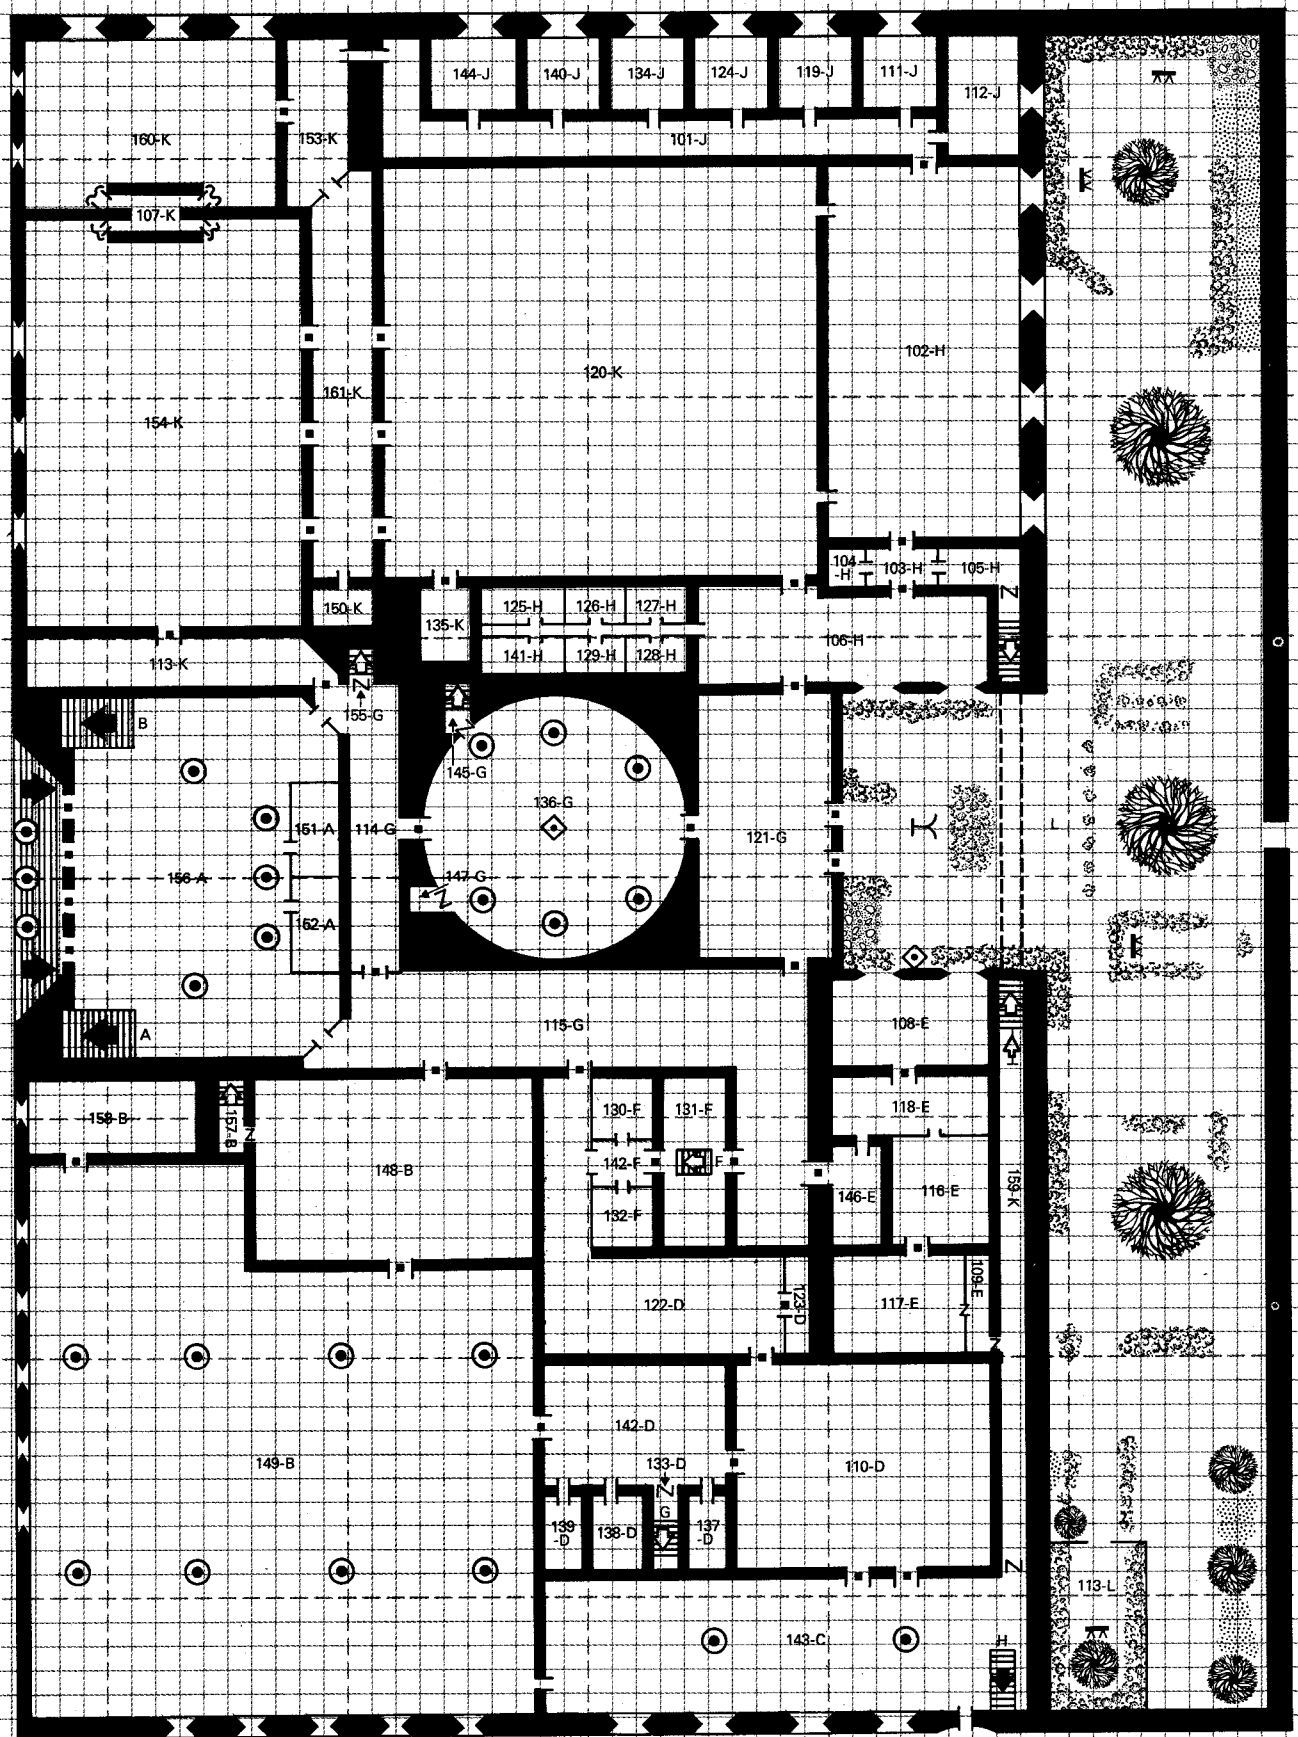 144-J
140-J
134-J
124-J
119-J
111-J
112-J
160-K
153-K
101-J
107-K
102-H
120-K
161-K
154-K
104
-H
103-H
105-H
Z
125-H
126-H
127-H
150-K
135-K
106-H
141-H
129-H
128-H
113-K
Z
155-G
B
Z
145-G
136-G
151-A
114-G
121-G
L
156-A
147-G
Z
152-A
115-G
108-E
A
H
130-F
131-F
118-E
158-B
157-B
Z
148-B
142-F
F
146-E
116-E
159-K
132-F
109-E
122-D
123-D
117-E
Z
Z
142-D
149-B
133-D
110-D
Z
G
139
-D
138-D
137
-D
Z
113-L
143-C
H